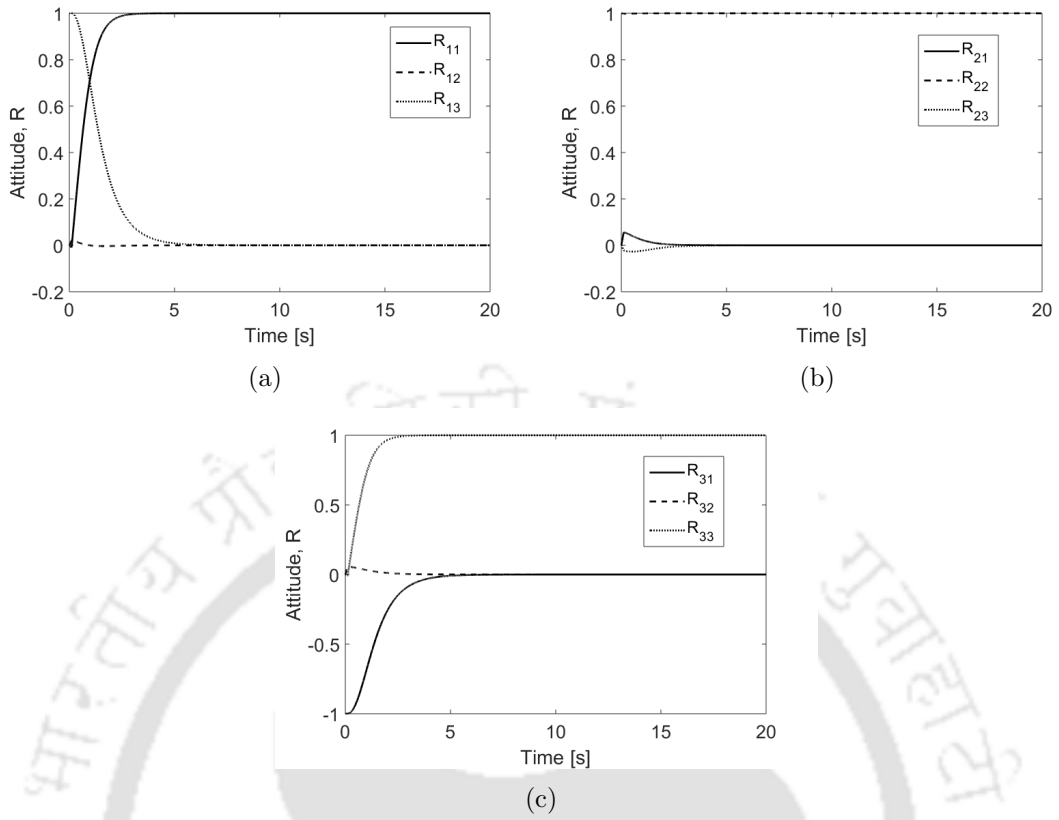 1
0.8
0.6
0.4
0.2
0
-0.2
Attitude, R
R11
R12
R13
0 5 10 15 20
Time [s]
(a)
1
0.8
0.6
0.4
0.2
0
-0.2
Attitude, R
R21
R22
R23
0 5 10 15 20
Time [s]
(b)
1
0.5
0
-0.5
-1
Attitude, R
R31
R32
R33
0 5 10 15 20
Time [s]
(c)
भारतीय